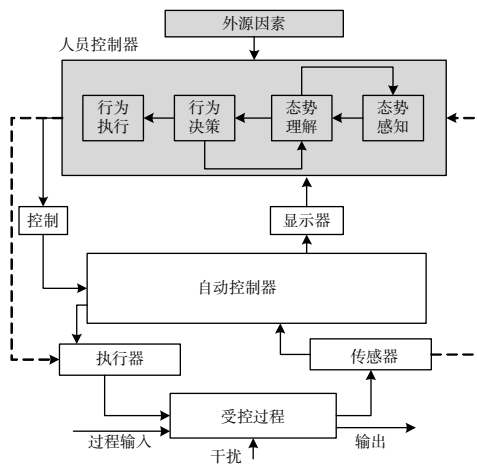 外源因素
人员控制器
行为
执行
行为
决策
态势
理解
态势
感知
控制
显示器
自动控制器
执行器
传感器
受控过程
过程输入
输出
干扰